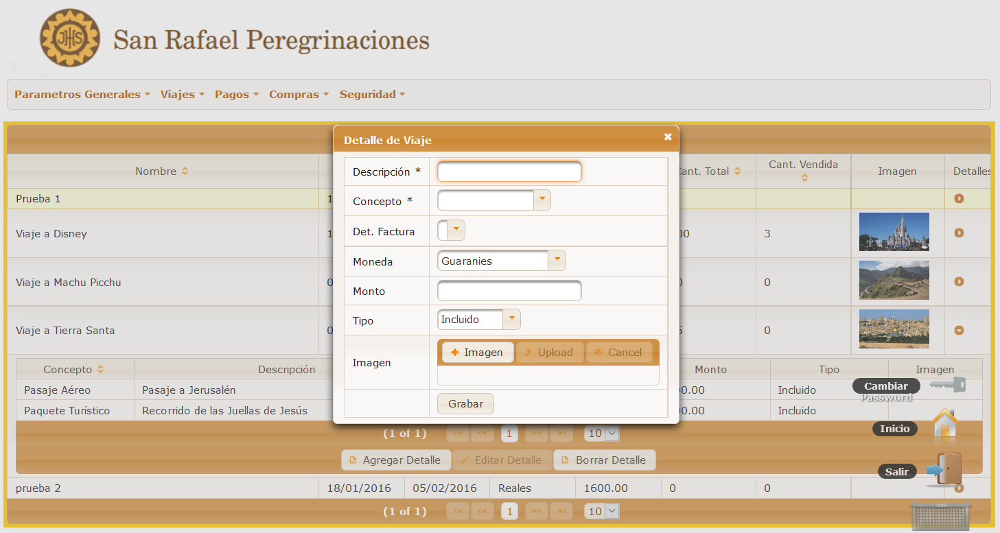 JHS
San Rafael Peregrinaciones
Parametros Generales Viajes Pagos Compras Seguridad
Detalle de Viaje
Nombre Cant. Total Cant. Vendida Imagen Detalles
Prueba 1 1
Viaje a Disney 1 00 3
Viaje a Machu Picchu 0 0 0
Viaje a Tierra Santa 0 5 0
Descripción *
Concepto *
Det. Factura
Moneda Guaranies
Monto
Tipo Incluido
Imagen Imagen Upload Cancel
Grabar
Concepto Descripción Monto Tipo Imagen
Pasaje Aéreo Pasaje a Jerusalén 00.00 Incluido
Paquete Turístico Recorrido de las Juellas de Jesús 00.00 Incluido
(1 of 1) 1 10
Agregar Detalle Editar Detalle Borrar Detalle
prueba 2 18/01/2016 05/02/2016 Reales 1600.00 0 0
(1 of 1) 1 10
Cambiar
Password
Inicio
Salir